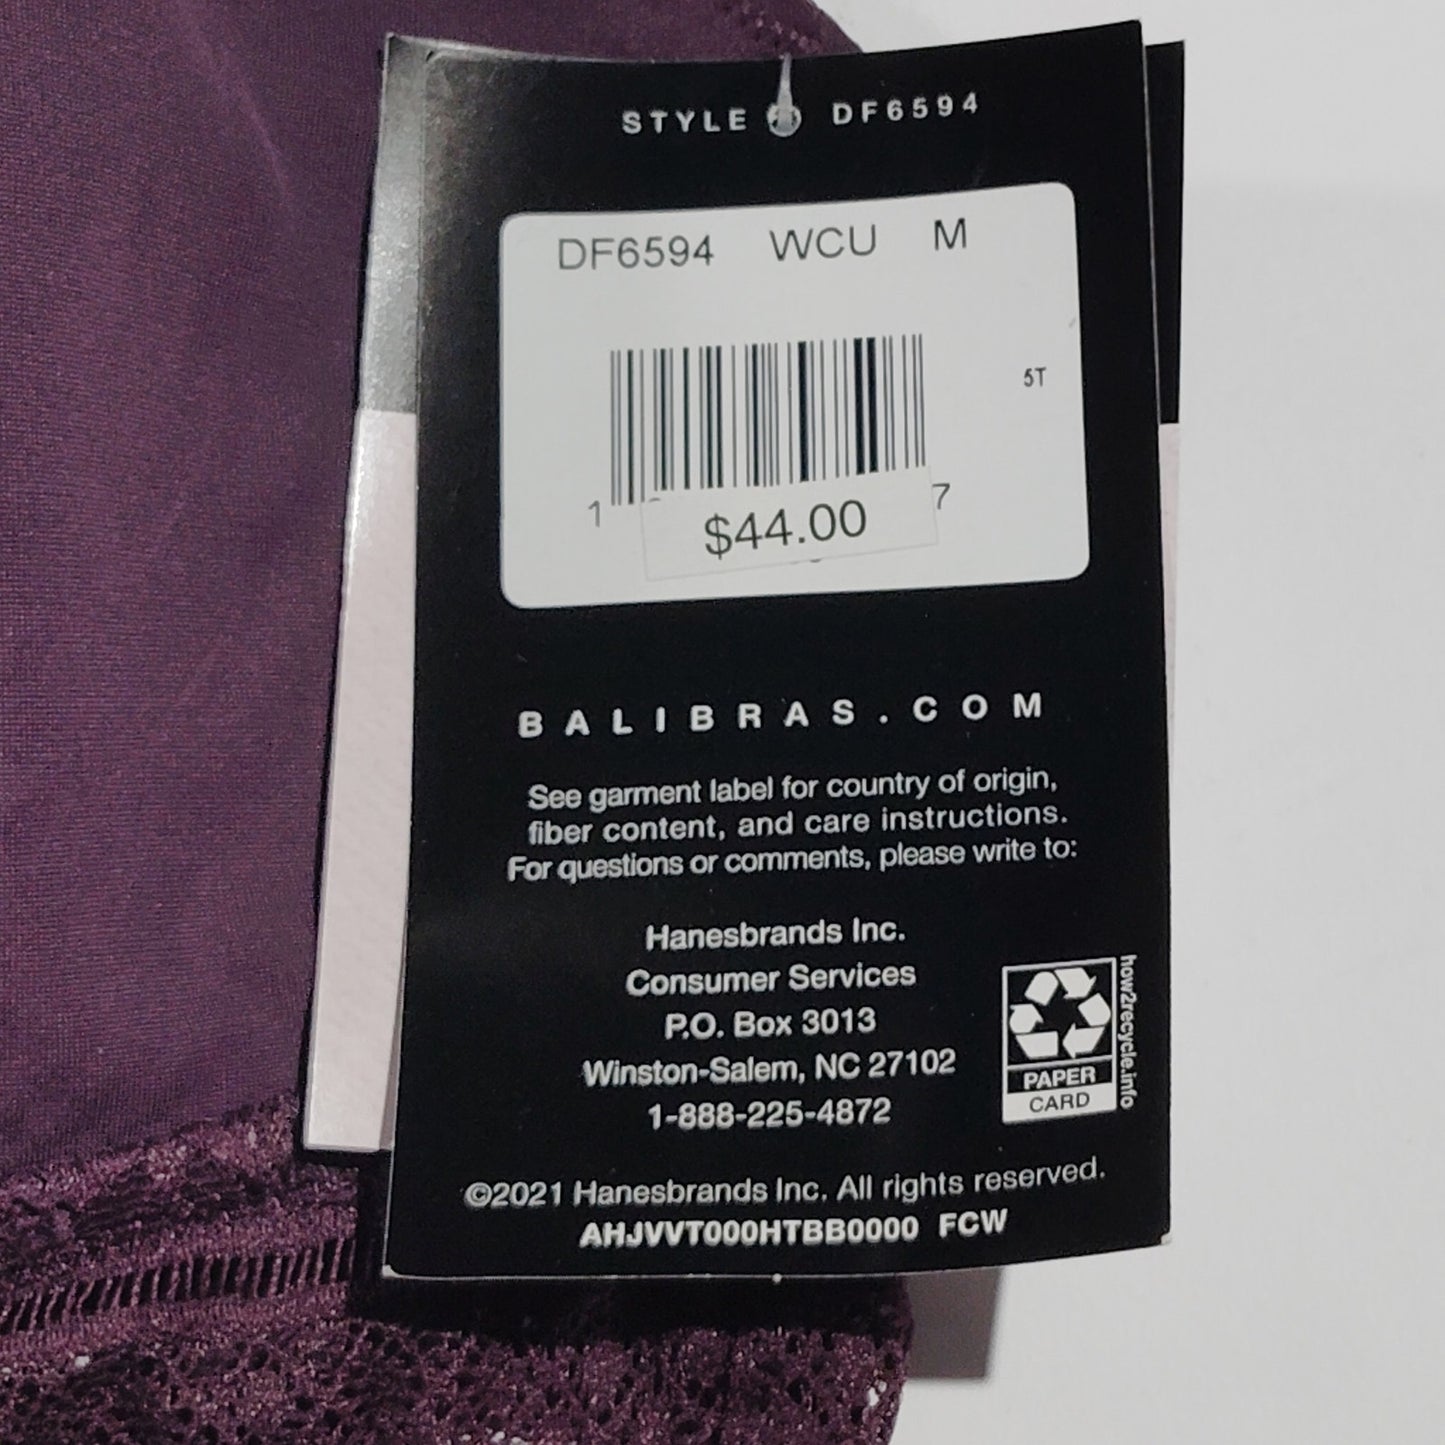 STYLE DF6594
DF6594 WCU M
5T
1 7
$44.00
BALIBRAS.COM
See garment label for country of origin,
fiber content, and care instructions.
For questions or comments, please write to:
Hanesbrands Inc.
Consumer Services
P.O. Box 3013
Winston-Salem, NC 27102
1-888-225-4872
how2recycle.info
PAPER
CARD
©2021 Hanesbrands Inc. All rights reserved.
AHJVVT000HTBB0000 FCW